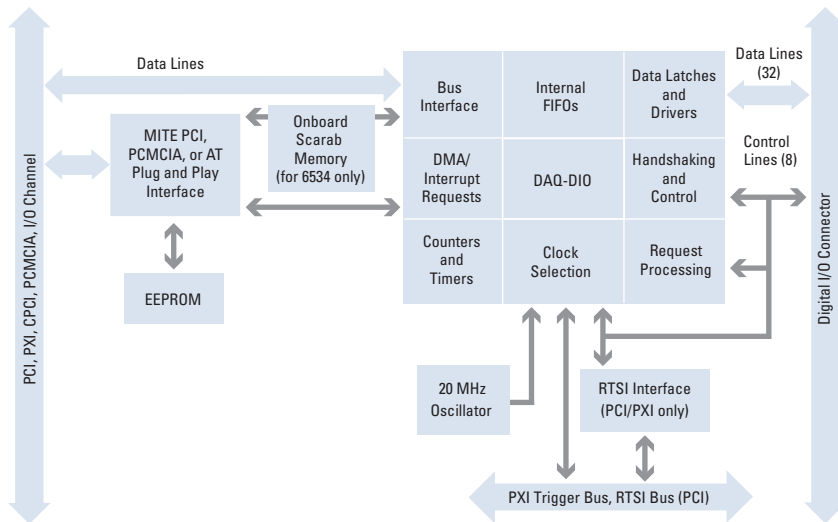 PCI, PXI, CPCI, PCMCIA, I/O Channel
Data Lines
MITE PCI,
PCMCIA, or AT
Plug and Play
Interface
Onboard
Scarab
Memory
(for 6534 only)
EEPROM
Bus
Interface
Internal
FIFOs
Data Latches
and
Drivers
DMA/
Interrupt
Requests
DAQ-DIO
Handshaking
and
Control
Counters
and
Timers
Clock
Selection
Request
Processing
Data Lines
(32)
Control
Lines (8)
20 MHz
Oscillator
RTSI Interface
(PCI/PXI only)
PXI Trigger Bus, RTSI Bus (PCI)
Digital I/O Connector